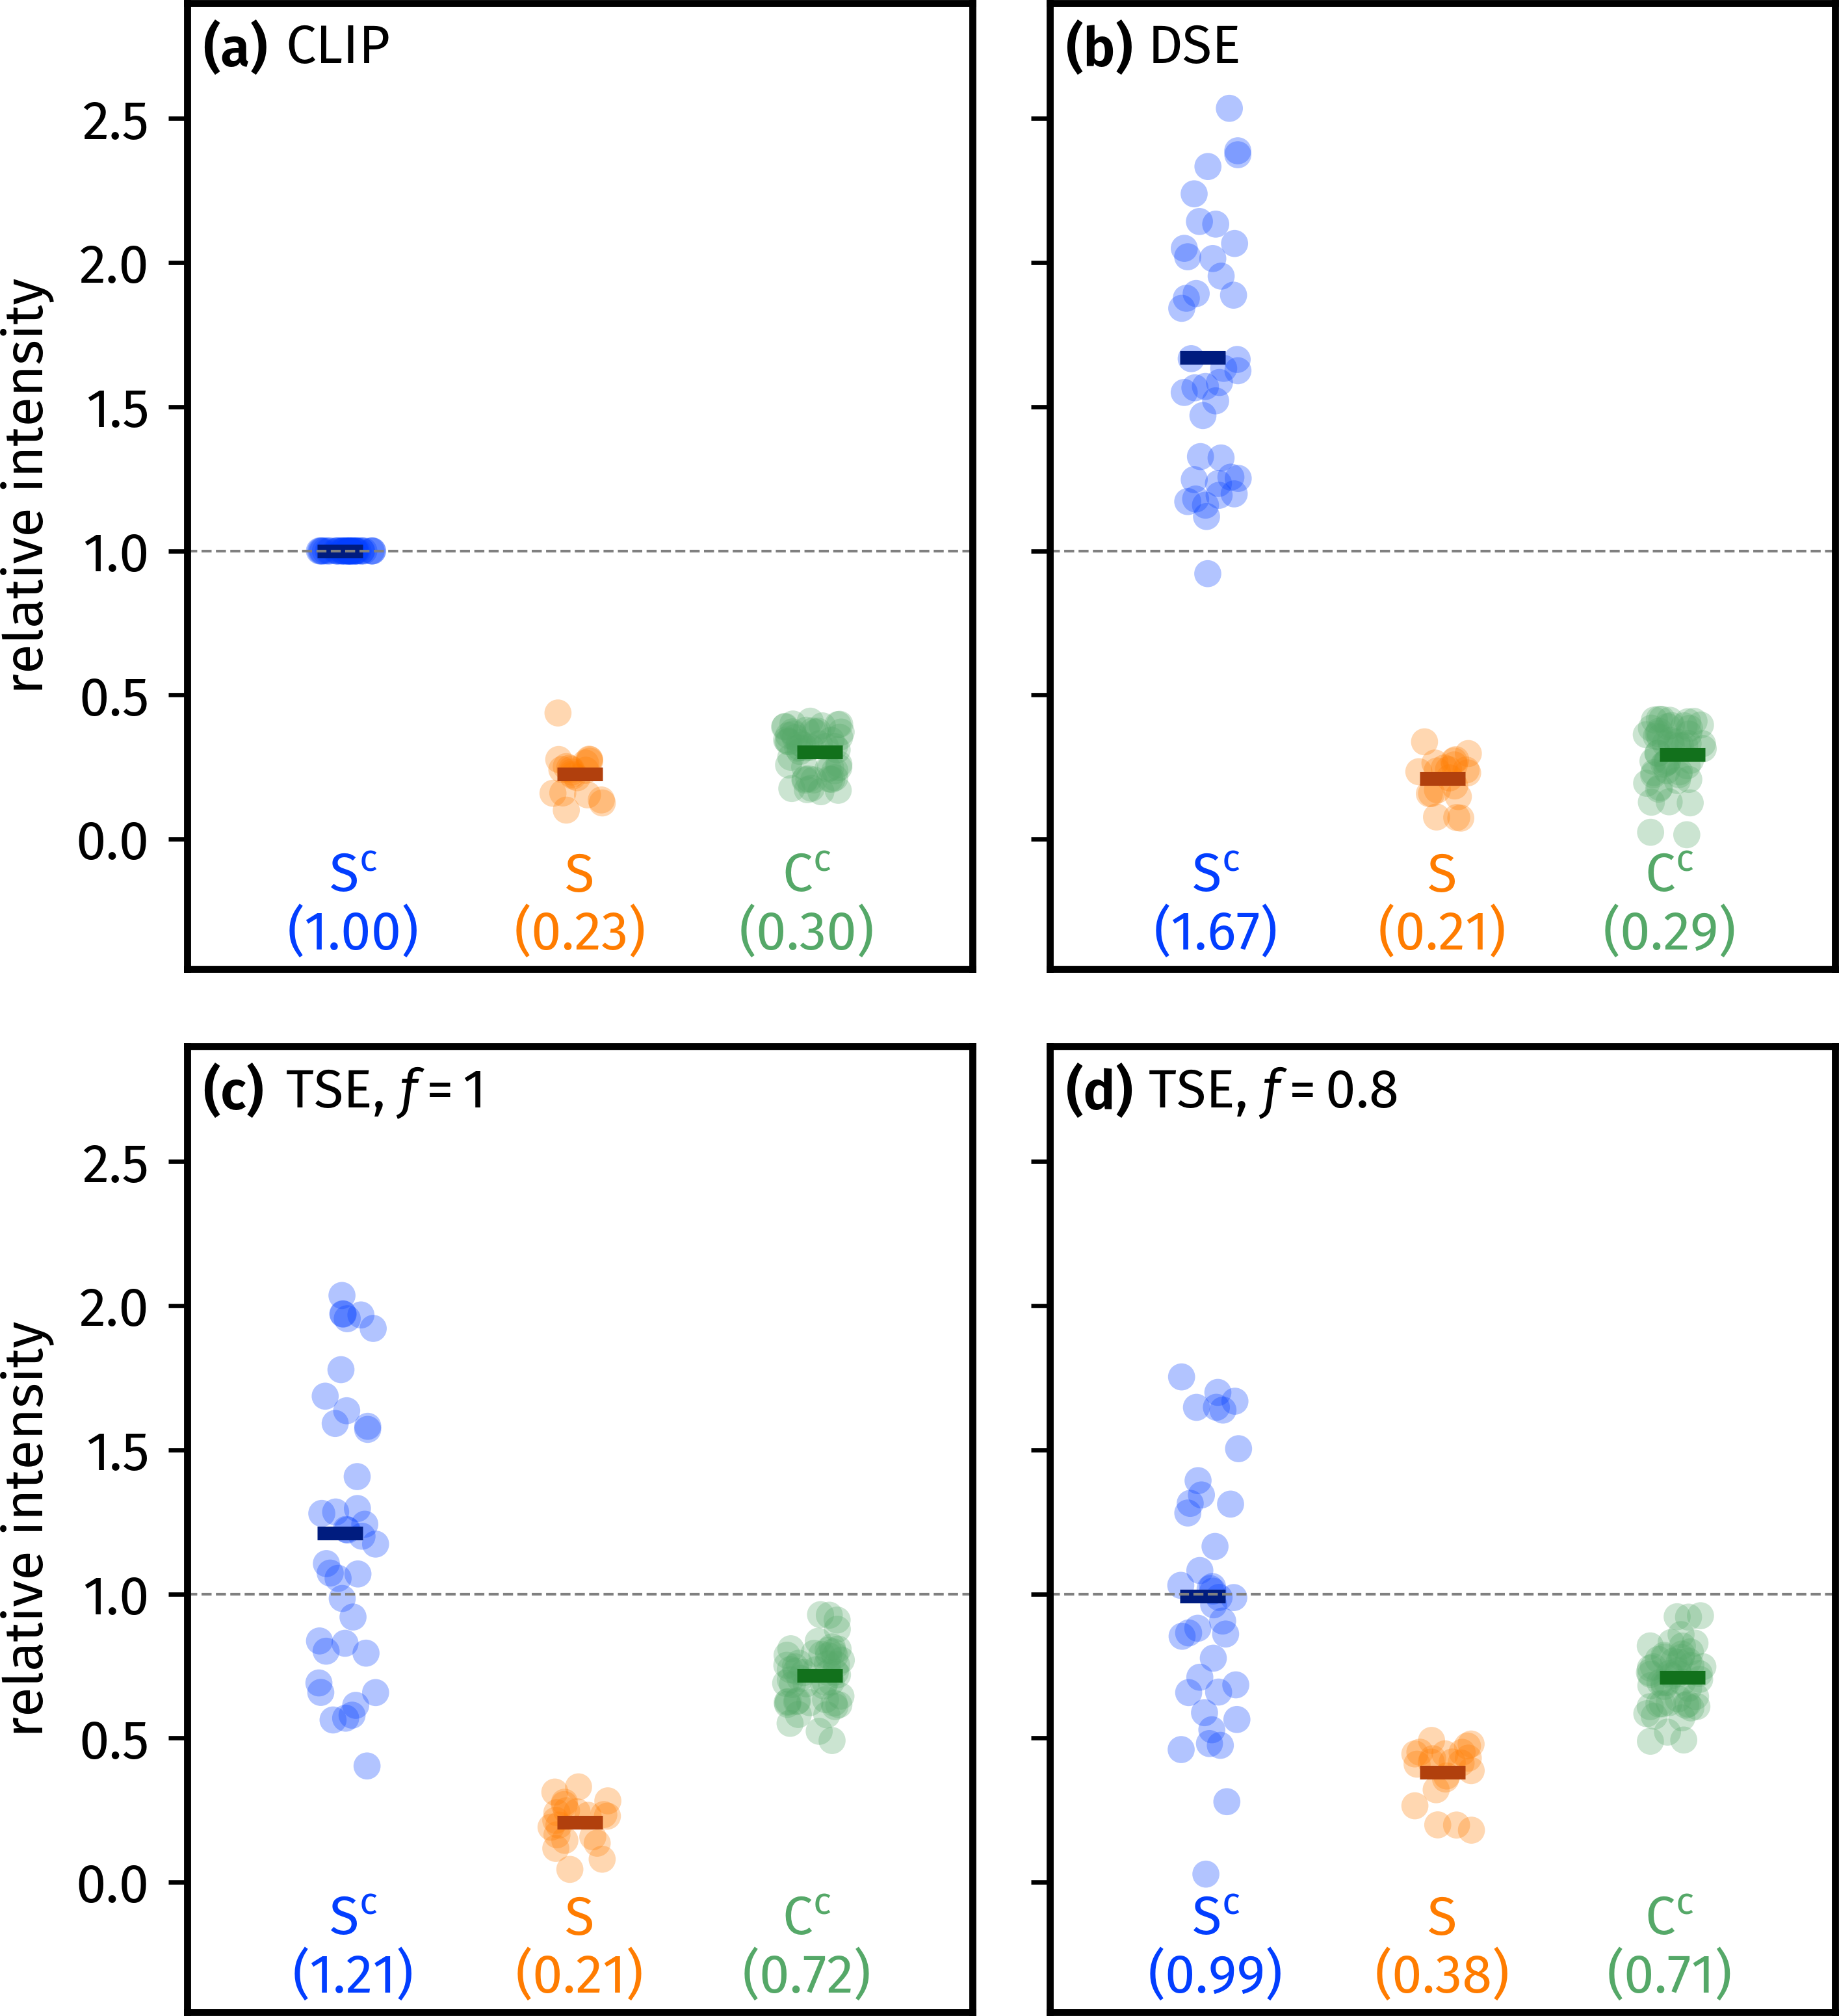 (a) CLIP
relative intensity
2.5
2.0
1.5
1.0
0.5
0.0
Sᶜ S Cᶜ
(1.00) (0.23) (0.30)
(b) DSE
Sᶜ S Cᶜ
(1.67) (0.21) (0.29)
(c) TSE, f = 1
relative intensity
2.5
2.0
1.5
1.0
0.5
0.0
Sᶜ S Cᶜ
(1.21) (0.21) (0.72)
(d) TSE, f = 0.8
Sᶜ S Cᶜ
(0.99) (0.38) (0.71)